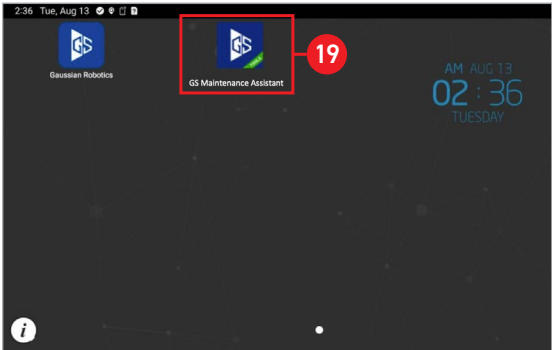 2:36 Tue, Aug 13
GS
GS
TOOLS
19
Gaussian Robotics
GS Maintenance Assistant
AM AUG 13
02:36
TUESDAY
i